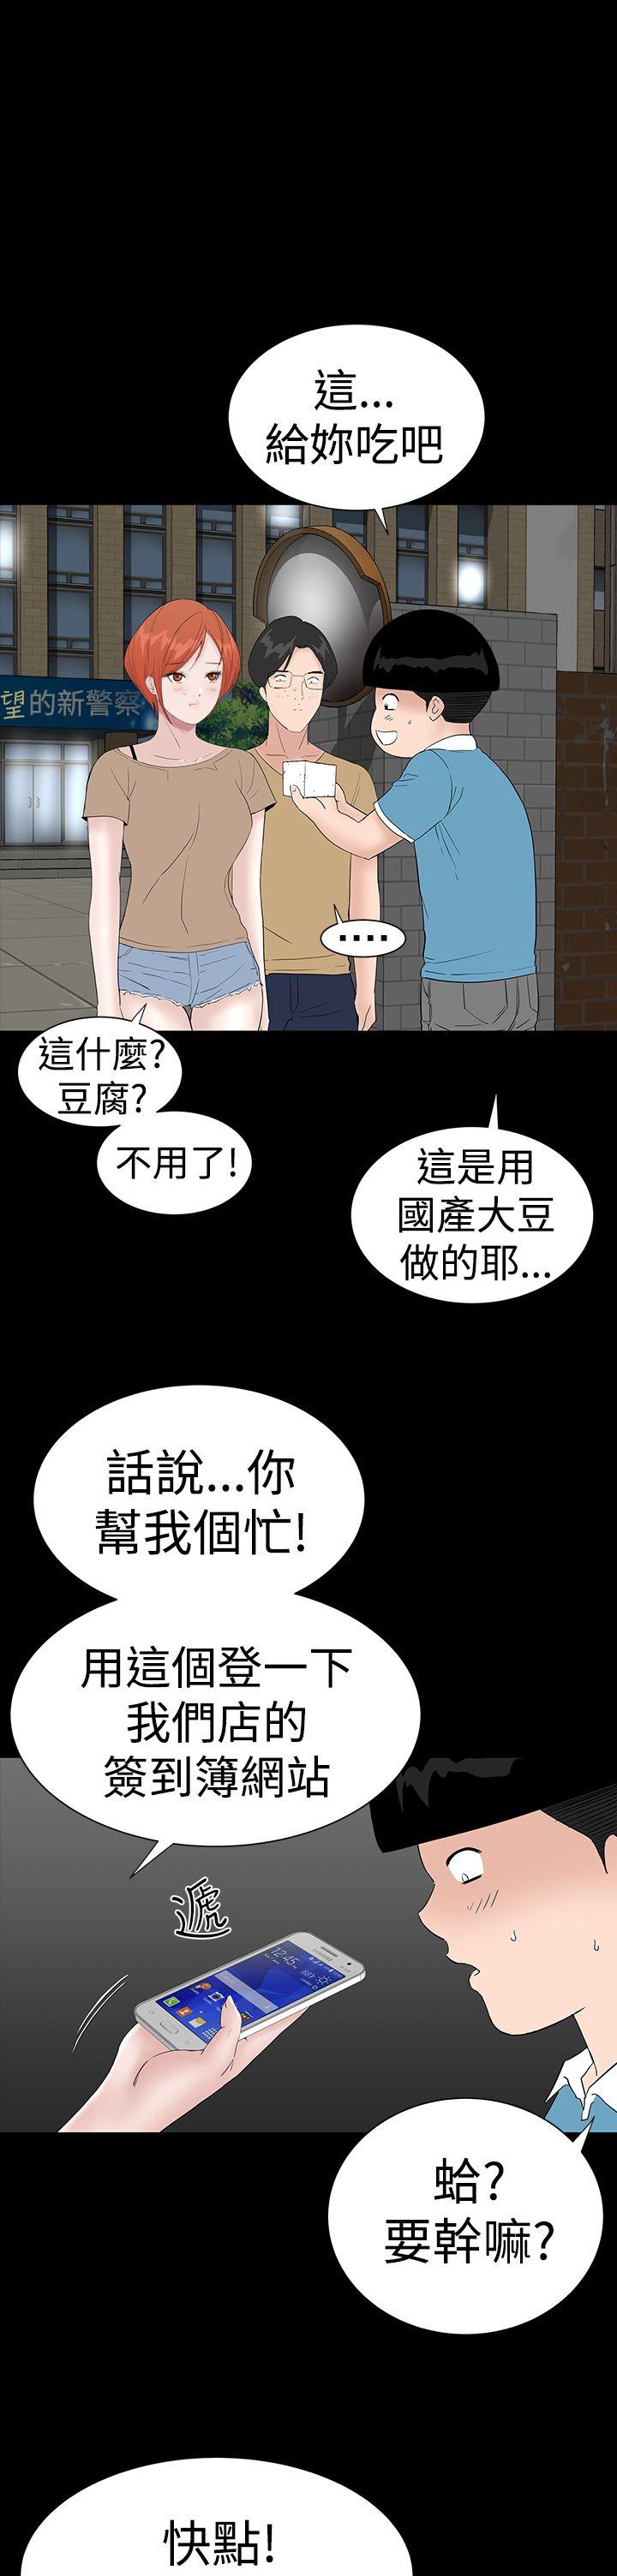 這...
給妳吃吧
望的新警察
....
這什麼?
豆腐?
不用了!
這是用
國產大豆
做的耶...
話說...你
幫我個忙!
用這個登一下
我們店的
簽到簿網站
遞
SAMSUNG
12:45
蛤?
要幹嘛?
快點!